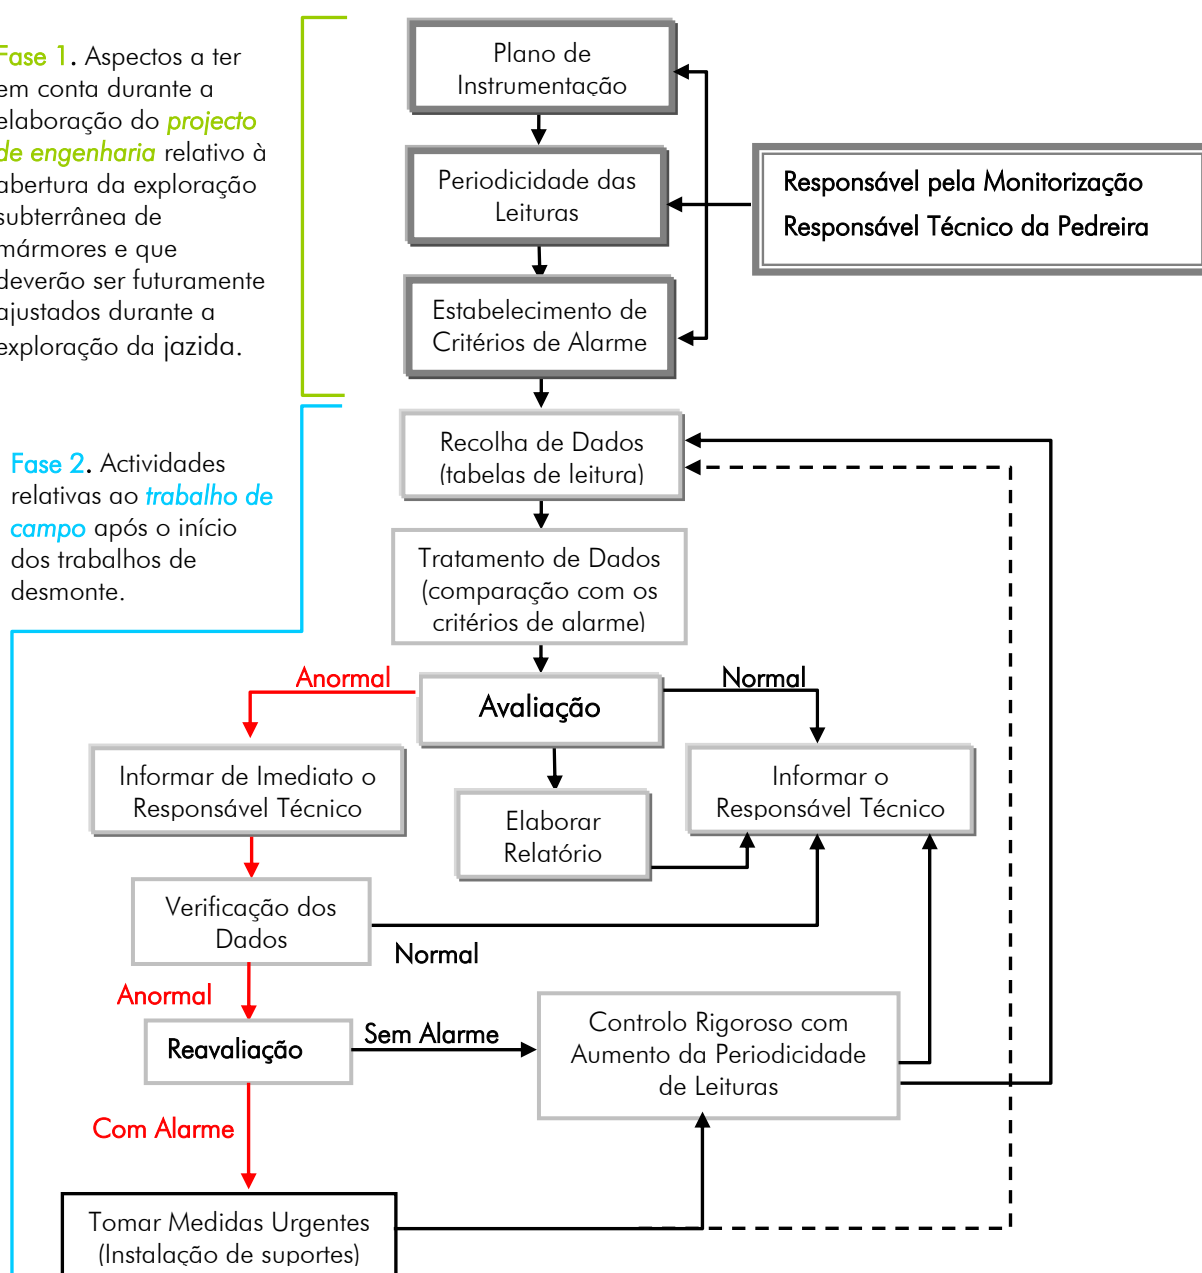 Fase 1. Aspectos a ter
em conta durante a
elaboração do projecto
de engenharia relativo à
abertura da exploração
subterrânea de
mármores e que
deverão ser futuramente
ajustados durante a
exploração da jazida.
Plano de
Instrumentação
Periodicidade das
Leituras
Estabelecimento de
Critérios de Alarme
Responsável pela Monitorização
Responsável Técnico da Pedreira
Fase 2. Actividades
relativas ao trabalho de
campo após o início
dos trabalhos de
desmonte.
Recolha de Dados
(tabelas de leitura)
Tratamento de Dados
(comparação com os
critérios de alarme)
Anormal
Avaliação
Normal
Informar de Imediato o
Responsável Técnico
Elaborar
Relatório
Informar o
Responsável Técnico
Verificação dos
Dados
Normal
Anormal
Reavaliação
Sem Alarme
Controlo Rigoroso com
Aumento da Periodicidade
de Leituras
Com Alarme
Tomar Medidas Urgentes
(Instalação de suportes)